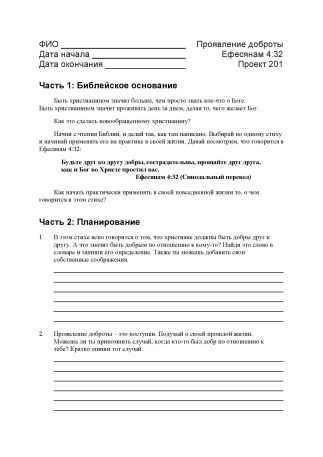 ФИО ____________________ Проявление доброты
Дата начала ____________________ Ефесянам 4:32
Дата окончания ____________________ Проект 201
Часть 1: Библейское основание
Быть христианином значит больше, чем просто знать кое-что о Боге.
Быть христианином значит проживать день за днем, делая то, чего желает Бог.
Как это сделать новообращенному христианину?
Начни с чтения Библии, и делай так, как там написано. Выбирай по одному стиху
и начинай применять его на практике в своей жизни. Давай посмотрим, что говорится в
Ефесянам 4:32:
Будьте друг ко другу добры, сострадательны, прощайте друг друга,
как и Бог во Христе простил вас.
Ефесянам 4:32 (Синодальный перевод)
Как начать практически применять в своей повседневной жизни то, о чем
говорится в этом стихе?
Часть 2: Планирование
1. В этом стихе ясно говорится о том, что христиане должны быть добры друг к
другу. А что значит быть добрым по отношению к кому-то? Найди это слово в
словаре и запиши его определение. Также ты можешь добавить свои
собственные соображения.
2. Проявление доброты – это поступки. Подумай о своей прошлой жизни.
Можешь ли ты припомнить случай, когда кто-то был добр по отношению к
тебе? Кратко опиши тот случай.